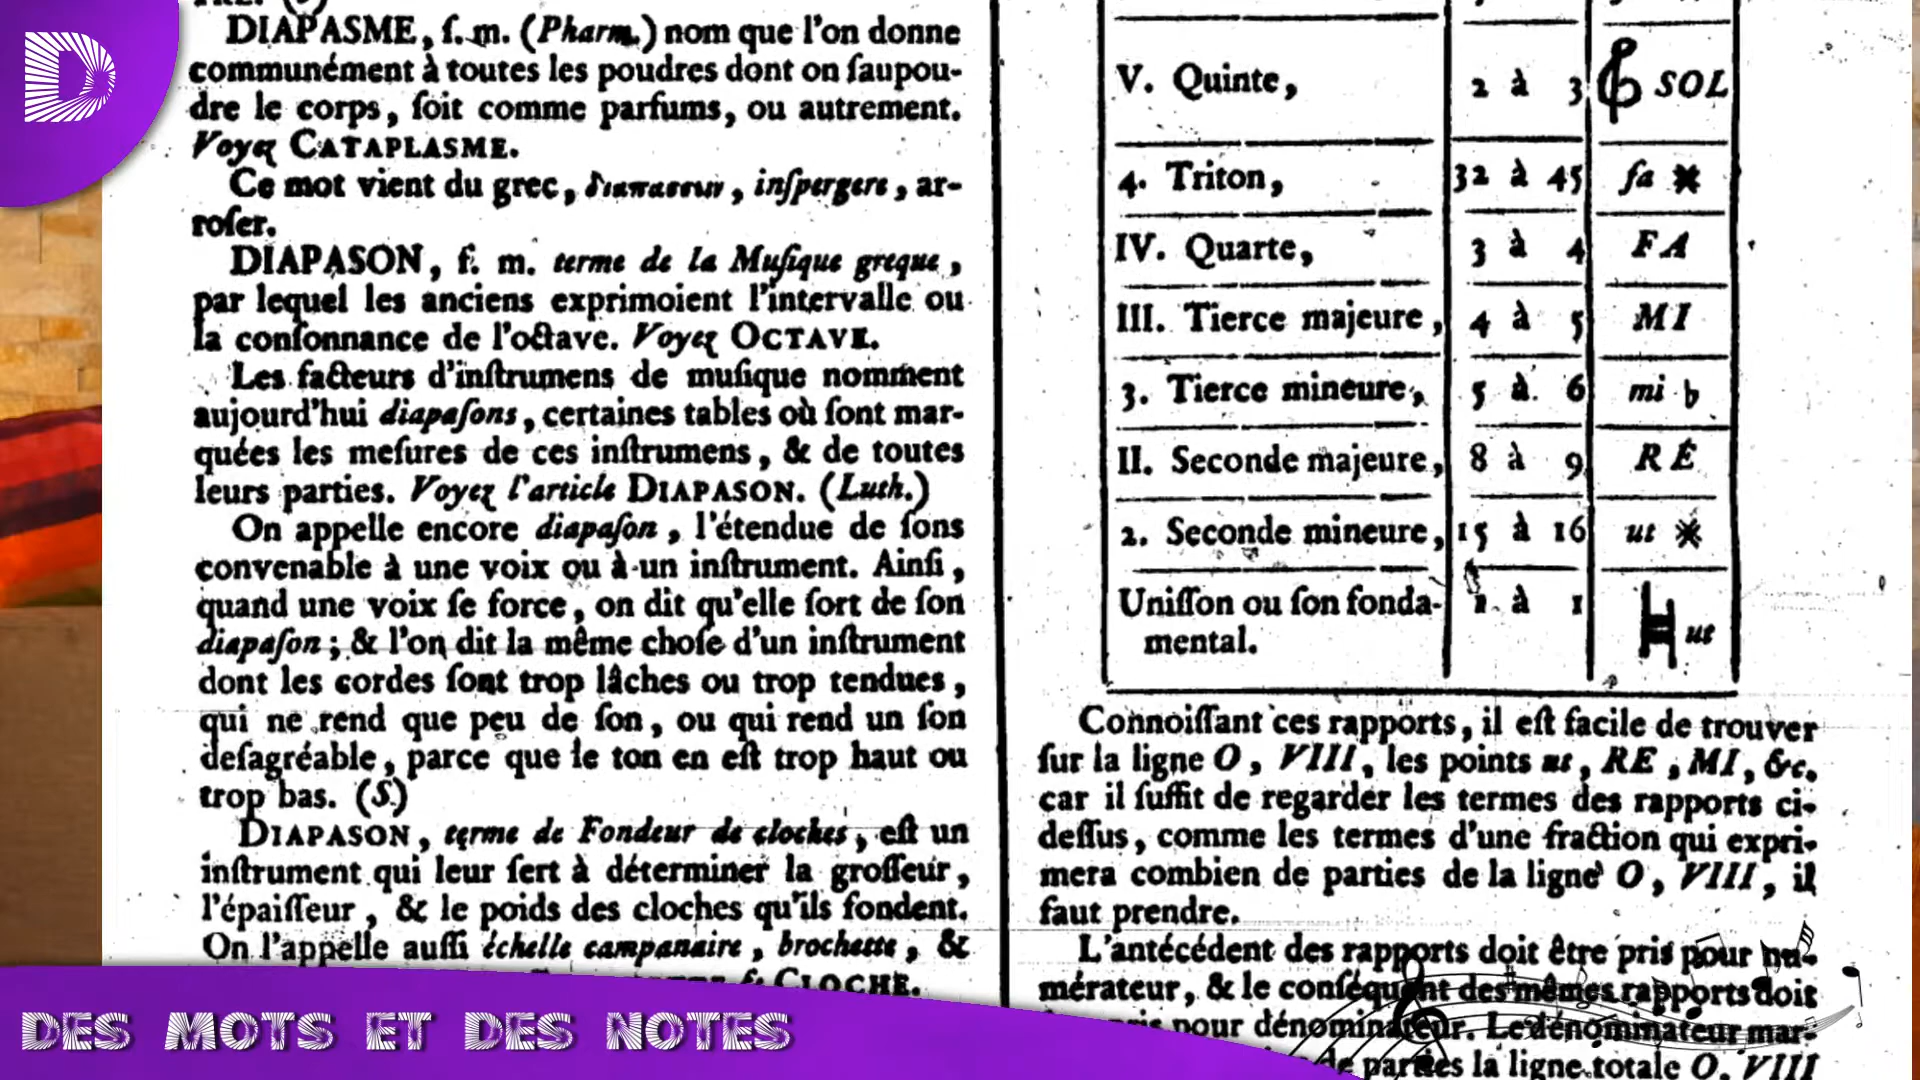 D
DIAPASME, ſ. m. (Pharm.) nom que l'on donne
communément à toutes les poudres dont on ſaupou-
dre le corps, ſoit comme parfums, ou autrement.
Voyez CATAPLASME.
Ce mot vient du grec, inſpergere, ar-
roſer.
DIAPASON, ſ. m. terme de la Muſique greque,
par lequel les anciens exprimoient l'intervalle ou
la conſonnance de l'octave. Voyez OCTAVE.
Les facteurs d'inſtrumens de muſique nomment
aujourd'hui diapaſons, certaines tables où ſont mar-
quées les meſures de ces inſtrumens, & de toutes
leurs parties. Voyez l'article DIAPASON. (Luth.)
On appelle encore diapaſon, l'étendue de ſons
convenable à une voix ou à un inſtrument. Ainſi,
quand une voix ſe force, on dit qu'elle ſort de ſon
diapaſon; & l'on dit la même choſe d'un inſtrument
dont les cordes ſont trop lâches ou trop tendues,
qui ne rend que peu de ſon, ou qui rend un ſon
deſagréable, parce que le ton en eſt trop haut ou
trop bas. (S)
DIAPASON, terme de Fondeur de cloches, eſt un
inſtrument qui leur ſert à déterminer la groſſeur,
l'épaiſſeur, & le poids des cloches qu'ils fondent.
On l'appelle auſſi échelle campanaire, brochette, &
& CLOCHE.
V. Quinte, 2 à 3 SOL
4. Triton, 32 à 45 fa
IV. Quarte, 3 à 4 FA
III. Tierce majeure, 4 à 5 MI
3. Tierce mineure, 5 à 6 mi ♭
II. Seconde majeure, 8 à 9 RÉ
2. Seconde mineure, 15 à 16 ut
Uniſſon ou ſon fonda- 1 à 1 ut
mental.
Connoiſſant ces rapports, il eſt facile de trouver
ſur la ligne O, VIII, les points ut, RE, MI, &c.
car il ſuffit de regarder les termes des rapports ci-
deſſus, comme les termes d'une fraction qui expri-
mera combien de parties de la ligne O, VIII, il
faut prendre.
L'antécédent des rapports doit être pris pour nu-
mérateur, & le conſéquent des mêmes rapports doit
pour dénominateur. Le dénominateur mar-
de parties la ligne totale O, VIII
DES MOTS ET DES NOTES